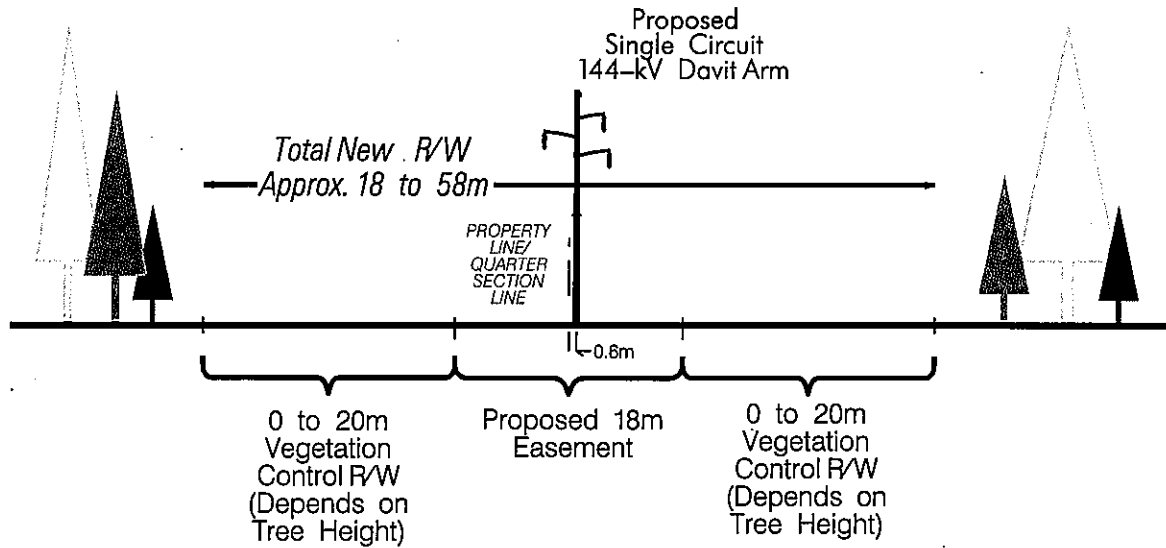 Proposed
Single Circuit
144-kV Davit Arm
Total New R/W
Approx. 18 to 58m
PROPERTY
LINE/
QUARTER
SECTION
LINE
0.6m
0 to 20m
Vegetation
Control R/W
(Depends on
Tree Height)
Proposed 18m
Easement
0 to 20m
Vegetation
Control R/W
(Depends on
Tree Height)